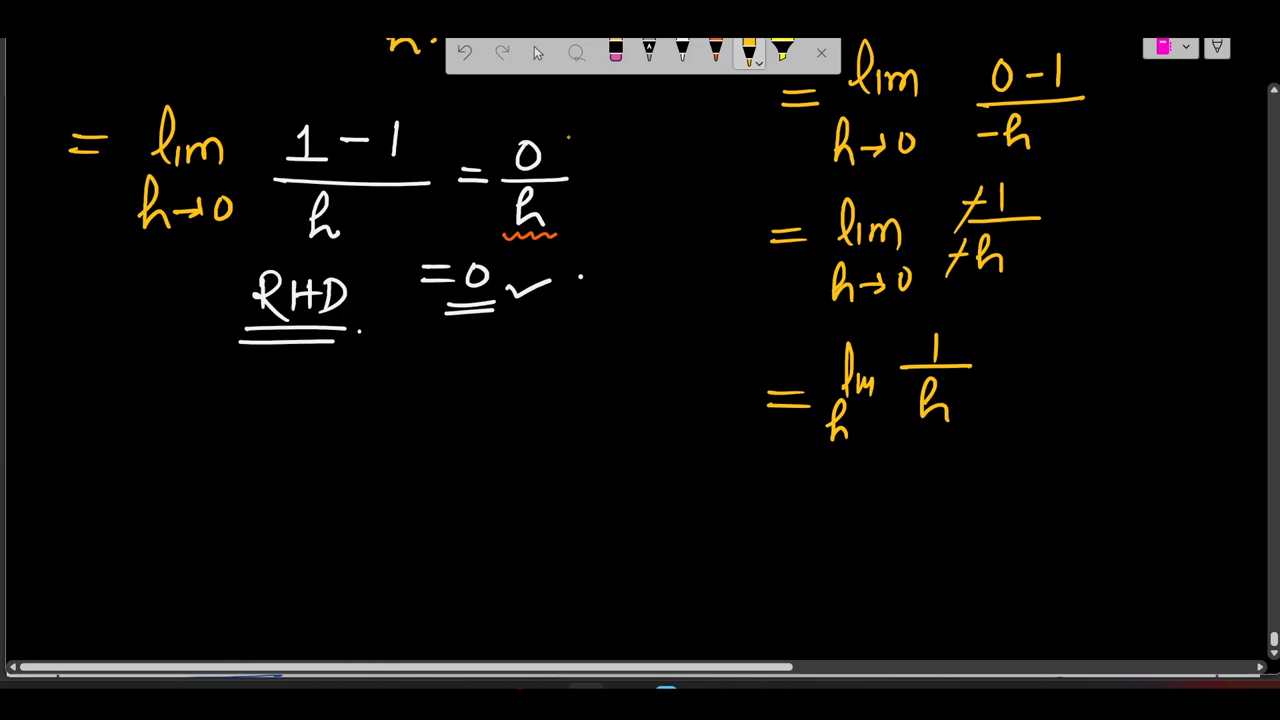 h.
= lim h→0 (1 - 1)/h = 0/h
RHD = 0 ✓.
= lim h→0 (0 - 1)/(-h)
= lim h→0 (-1)/(-h)
= lim h 1/h